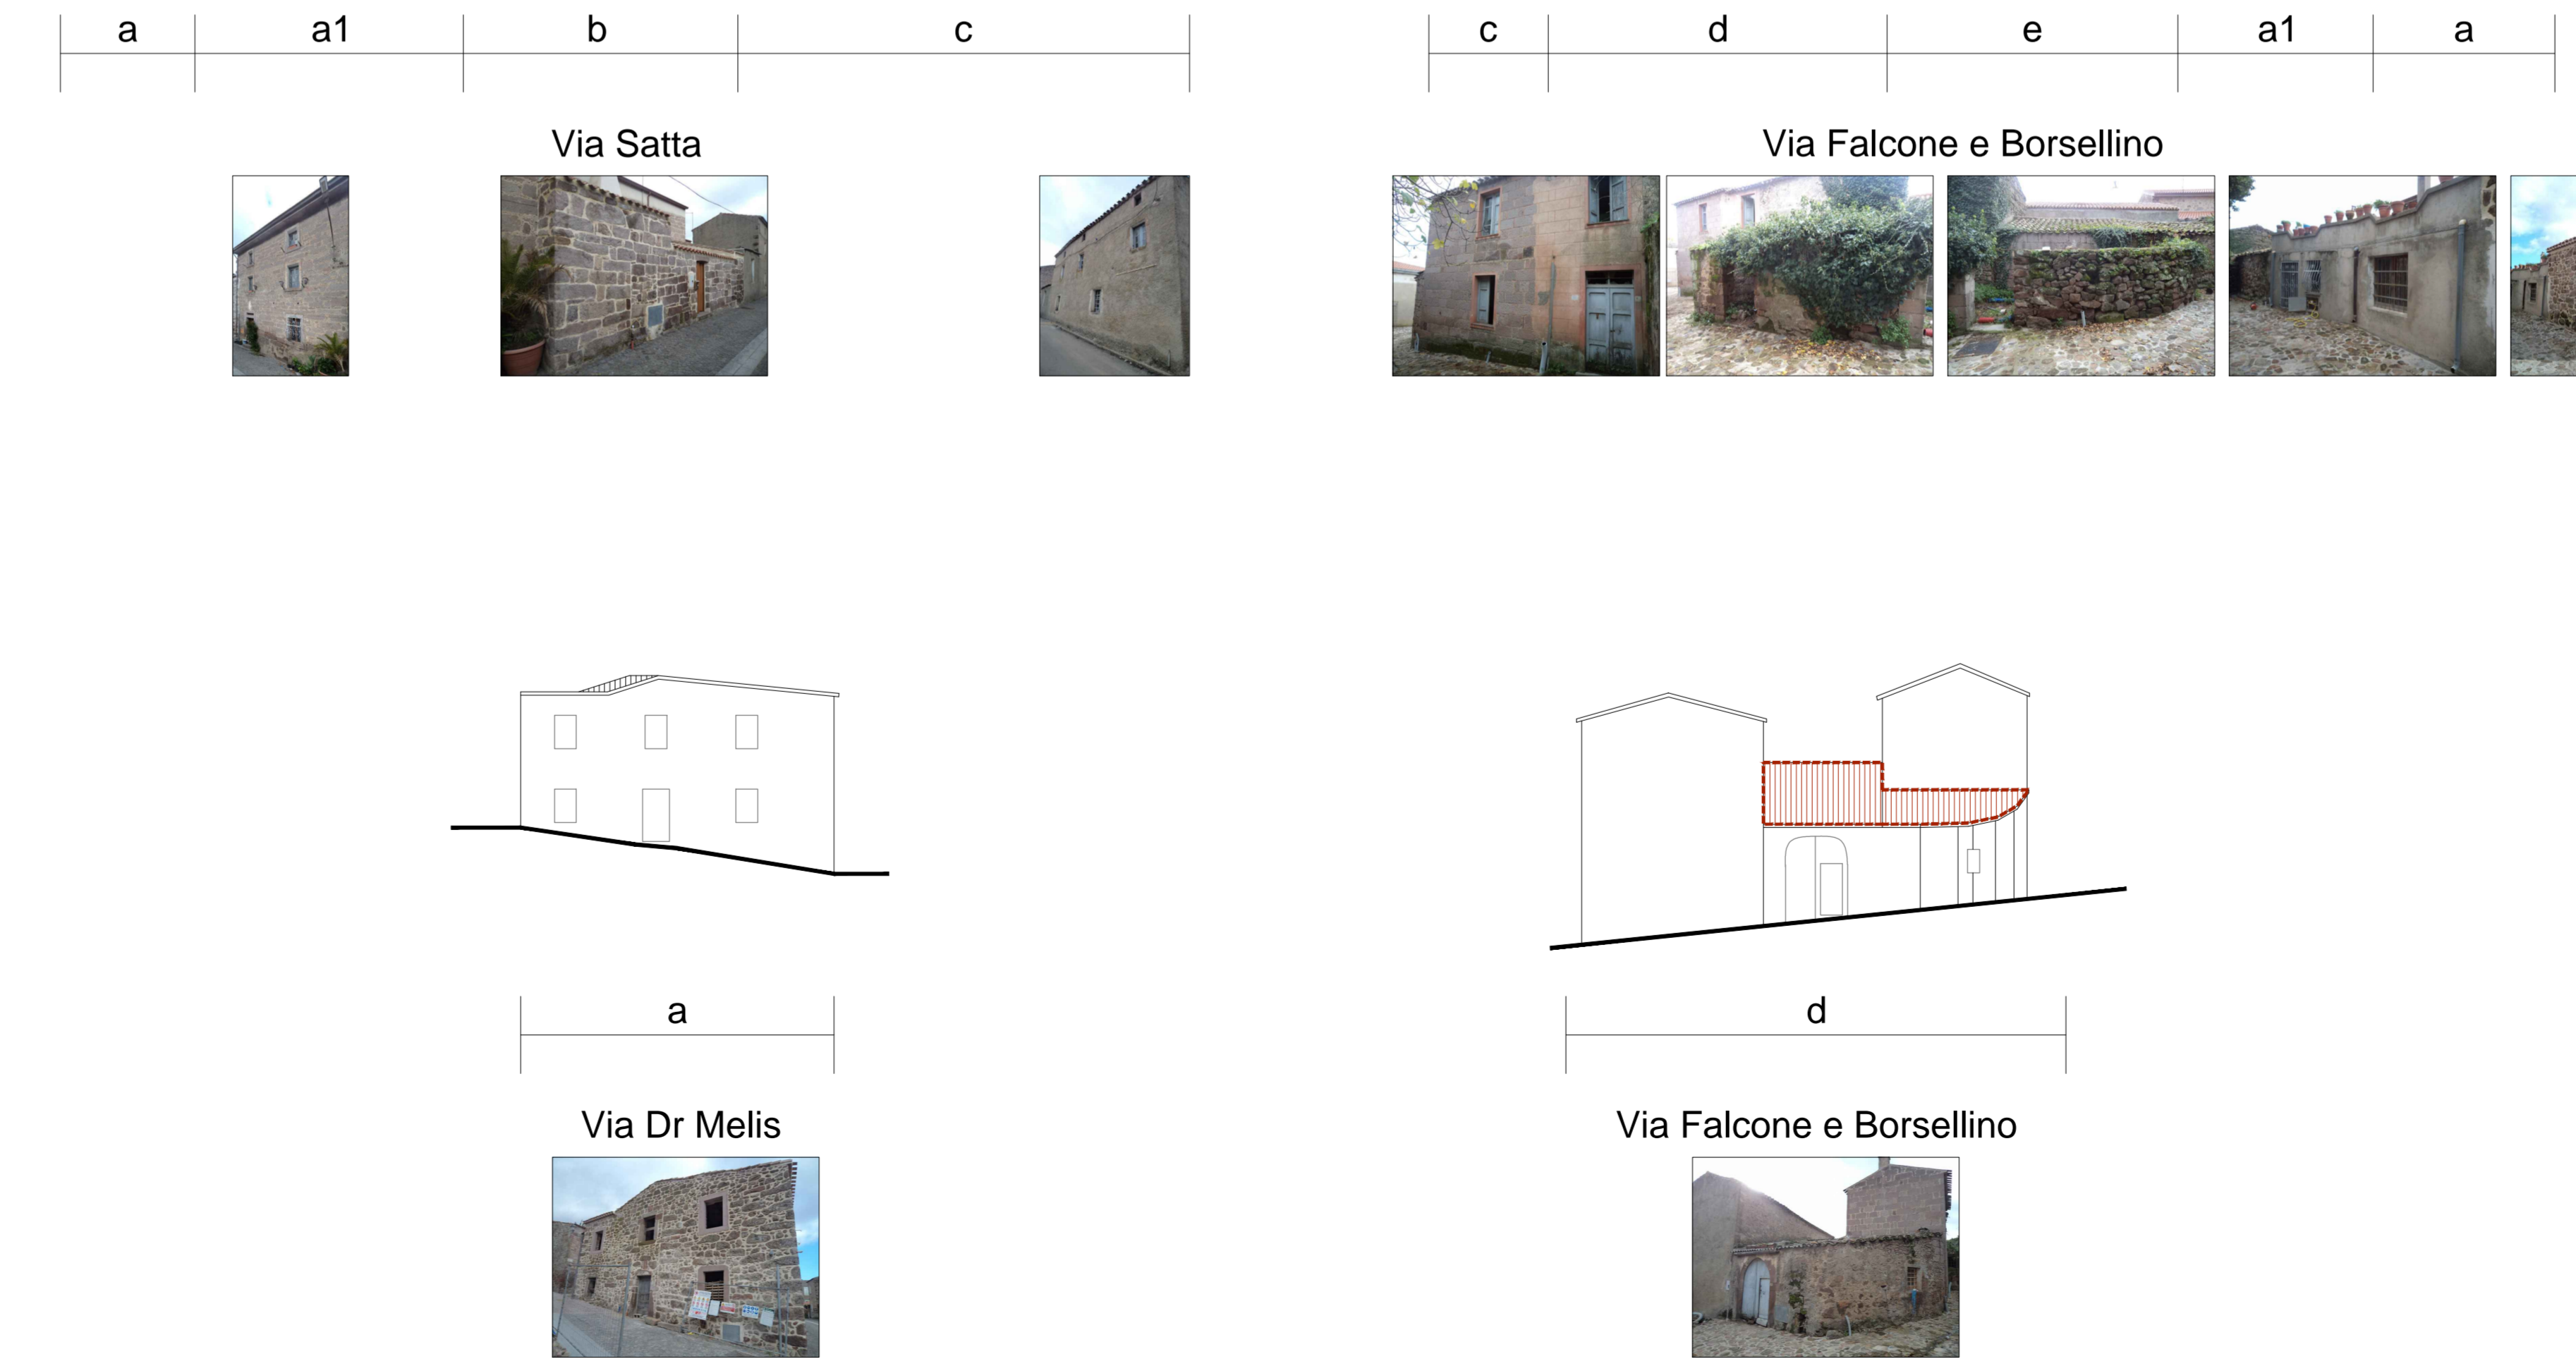 a a1 b c
c d e a1 a
Via Satta
Via Falcone e Borsellino
a
d
Via Dr Melis
Via Falcone e Borsellino